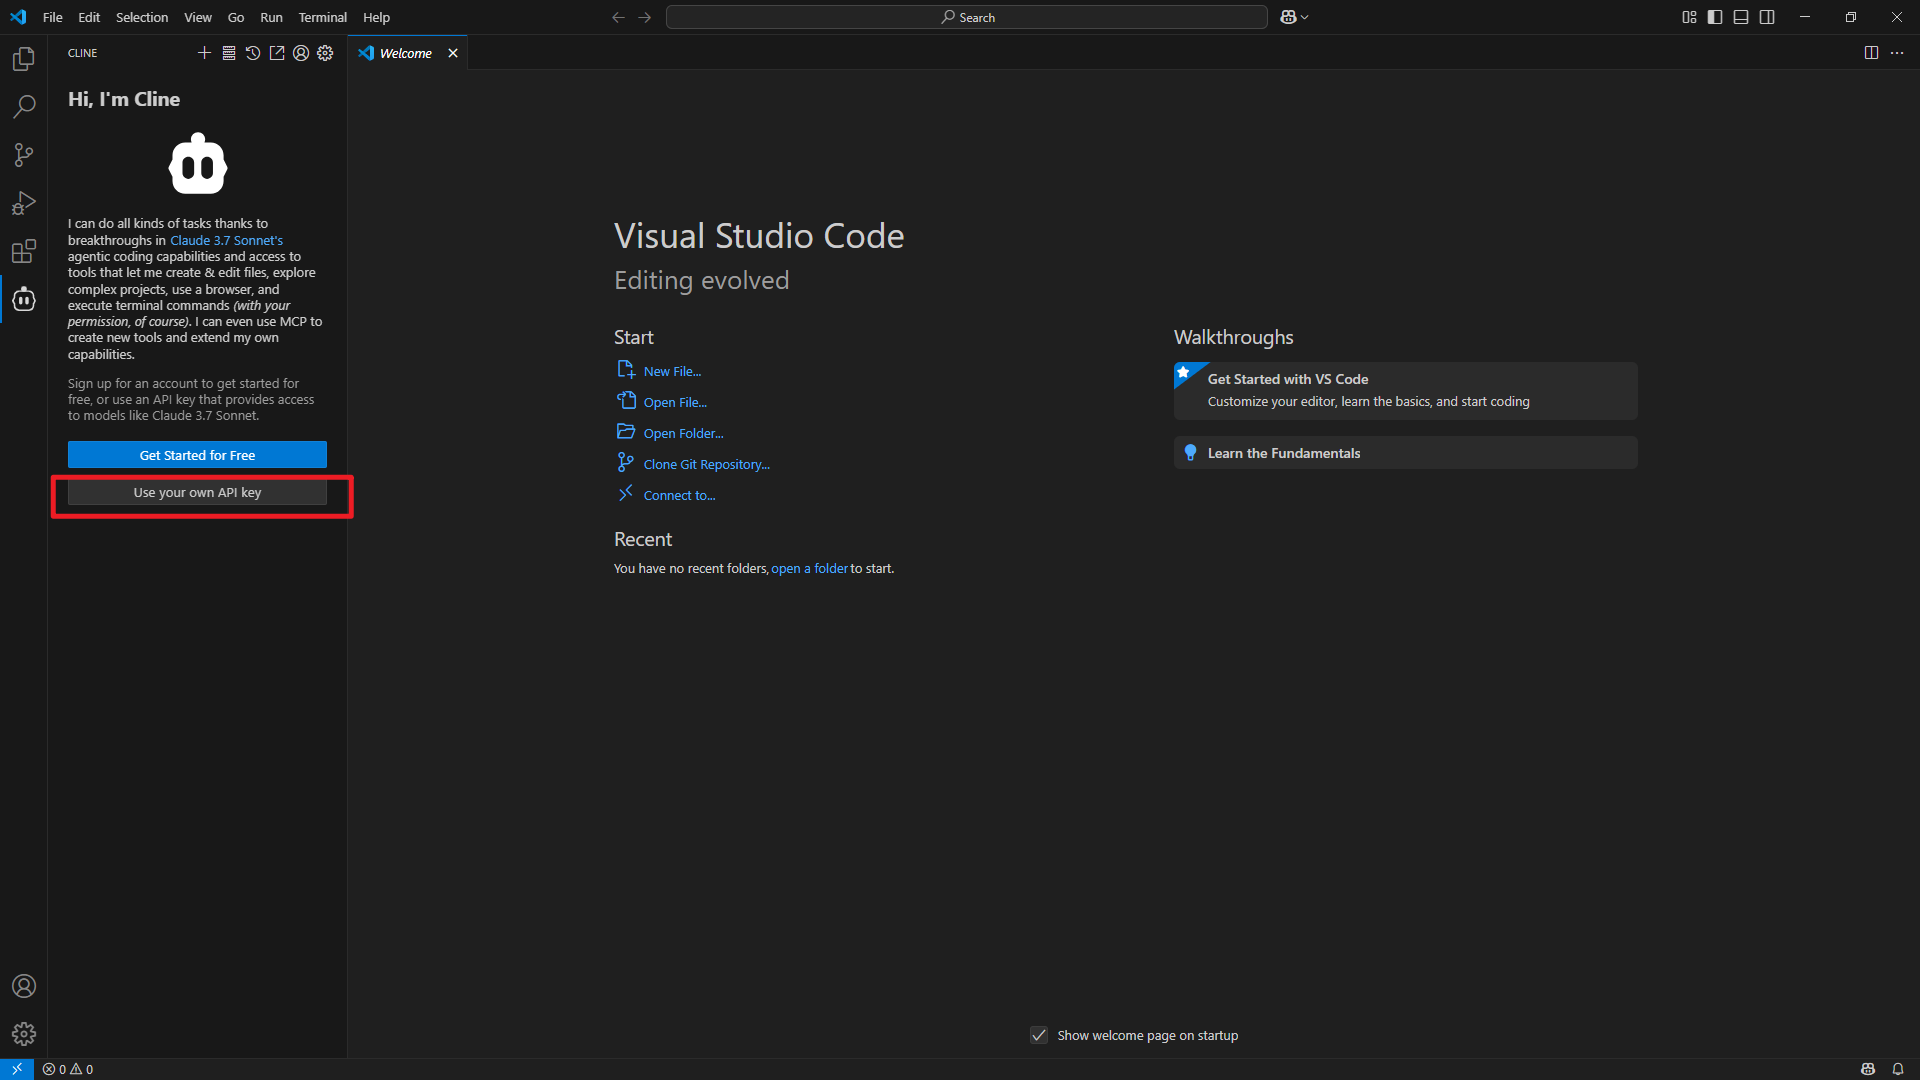 File Edit Selection View Go Run Terminal Help
Search
CLINE
Welcome
Hi, I'm Cline
I can do all kinds of tasks thanks to
breakthroughs in Claude 3.7 Sonnet's
agentic coding capabilities and access to
tools that let me create & edit files, explore
complex projects, use a browser, and
execute terminal commands (with your
permission, of course). I can even use MCP to
create new tools and extend my own
capabilities.
Sign up for an account to get started for
free, or use an API key that provides access
to models like Claude 3.7 Sonnet.
Get Started for Free
Use your own API key
Visual Studio Code
Editing evolved
Start
New File...
Open File...
Open Folder...
Clone Git Repository...
Connect to...
Recent
You have no recent folders, open a folder to start.
Walkthroughs
Get Started with VS Code
Customize your editor, learn the basics, and start coding
Learn the Fundamentals
Show welcome page on startup
0 0